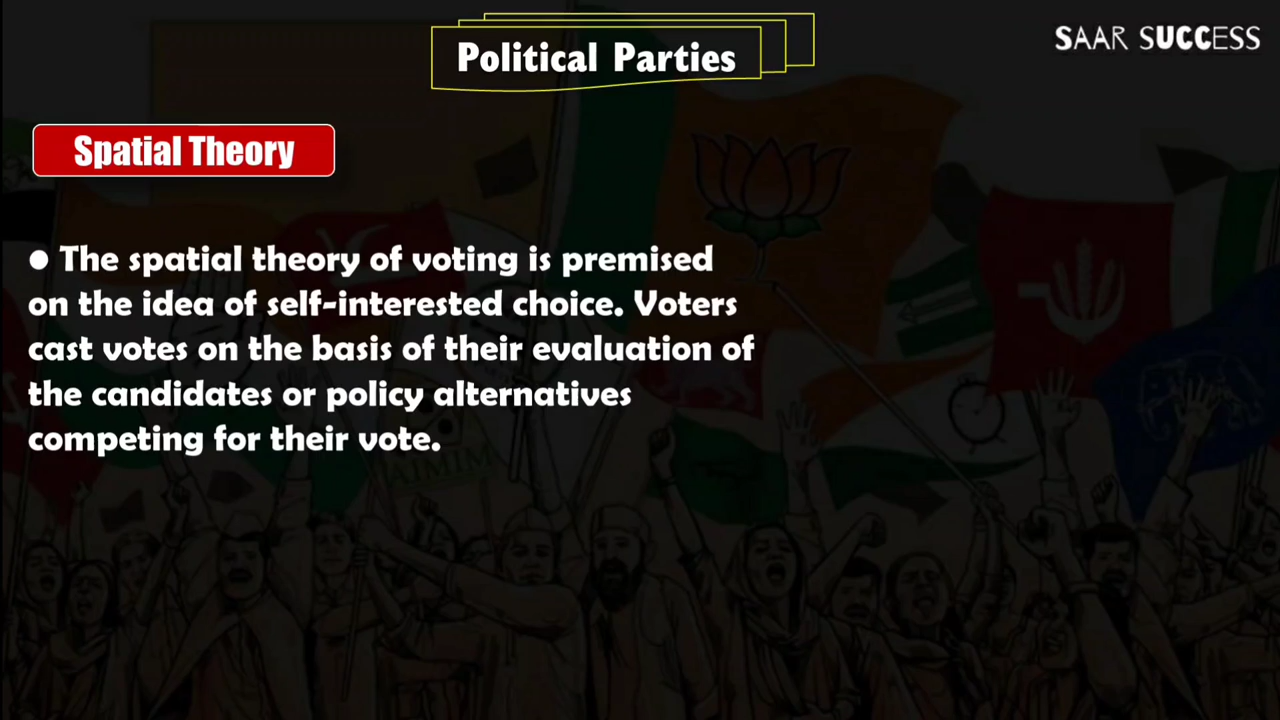 Political Parties
SAAR SUCCESS
Spatial Theory
● The spatial theory of voting is premised
on the idea of self-interested choice. Voters
cast votes on the basis of their evaluation of
the candidates or policy alternatives
competing for their vote.
AIMIM